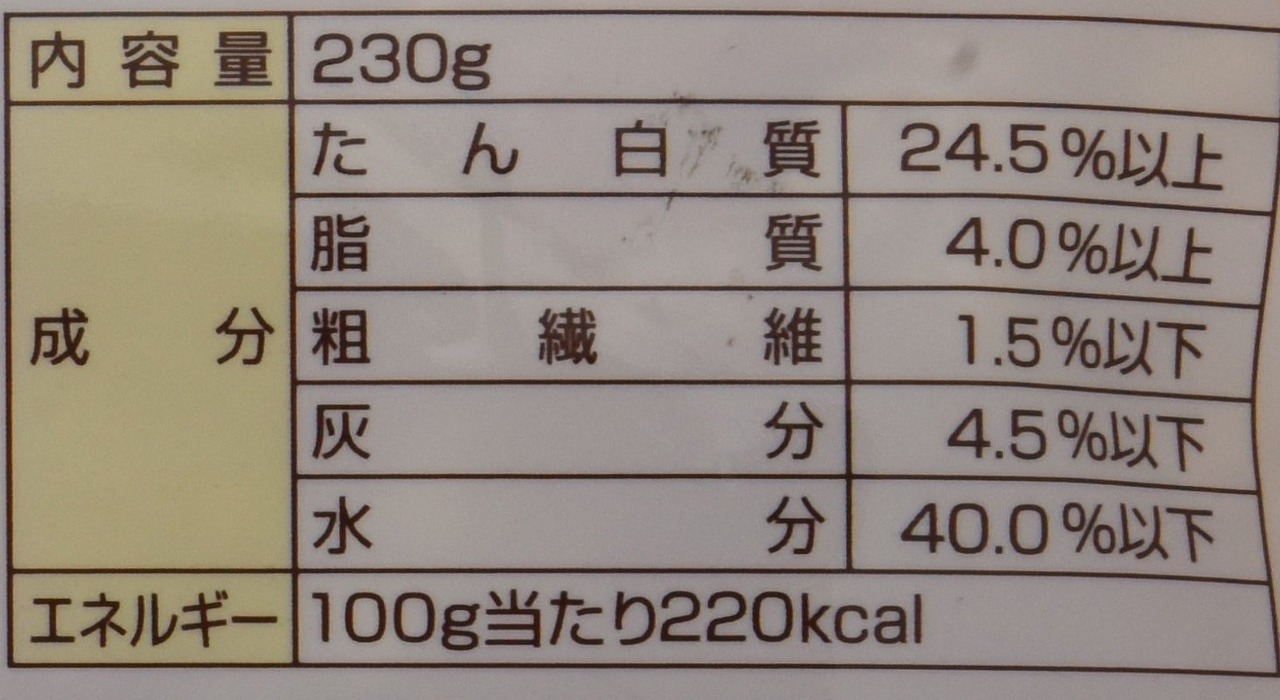 内容量 230g
たん白質 24.5%以上
脂質 4.0%以上
成分 粗繊維 1.5%以下
灰分 4.5%以下
水分 40.0%以下
エネルギー 100g当たり220kcal